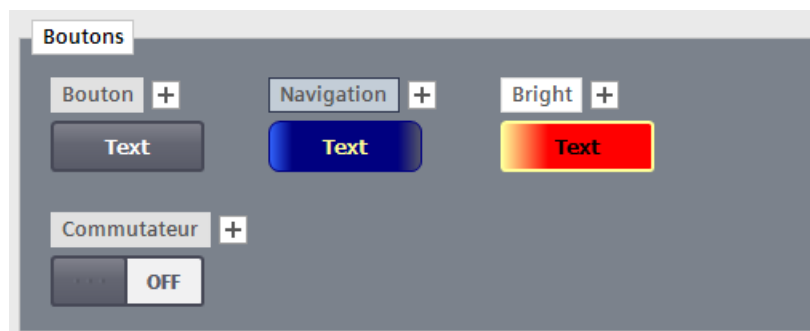 Boutons
Bouton + Navigation + Bright +
Text Text Text
Commutateur +
OFF